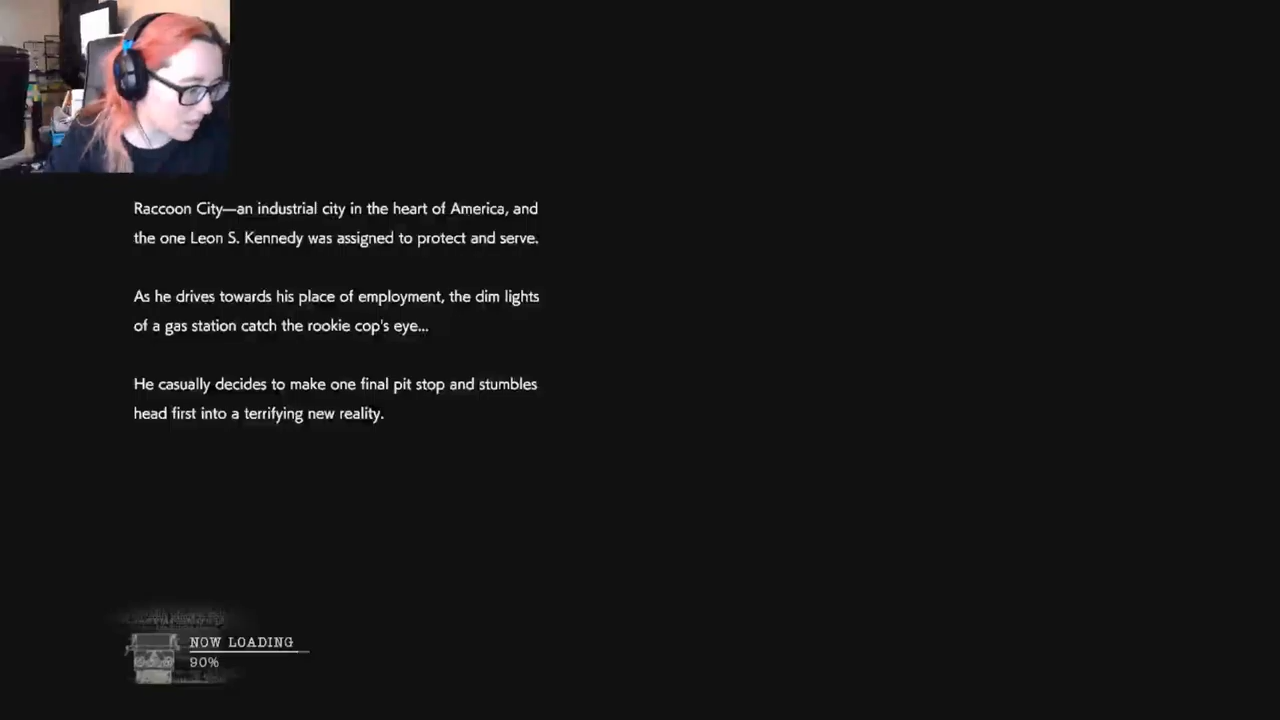 Raccoon City—an industrial city in the heart of America, and
the one Leon S. Kennedy was assigned to protect and serve.
As he drives towards his place of employment, the dim lights
of a gas station catch the rookie cop's eye...
He casually decides to make one final pit stop and stumbles
head first into a terrifying new reality.
NOW LOADING
90%